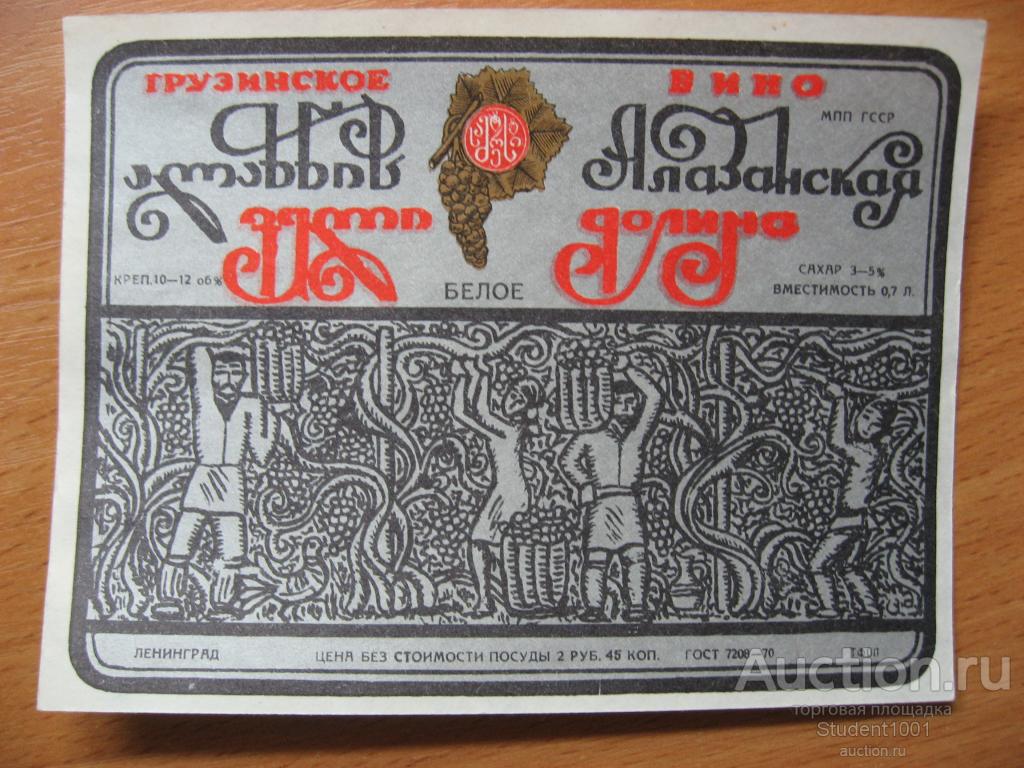 ГРУЗИНСКОЕ ВИНО
МПП ГССР
ალაზნის Алазанская
ველი долина
КРЕП. 10—12 об%
БЕЛОЕ
САХАР 3—5%
ВМЕСТИМОСТЬ 0,7 Л.
ЛЕНИНГРАД ЦЕНА БЕЗ СТОИМОСТИ ПОСУДЫ 2 РУБ. 45 КОП. ГОСТ 7208—70
Auction.ru
торговая площадка
Student1001
auction.ru